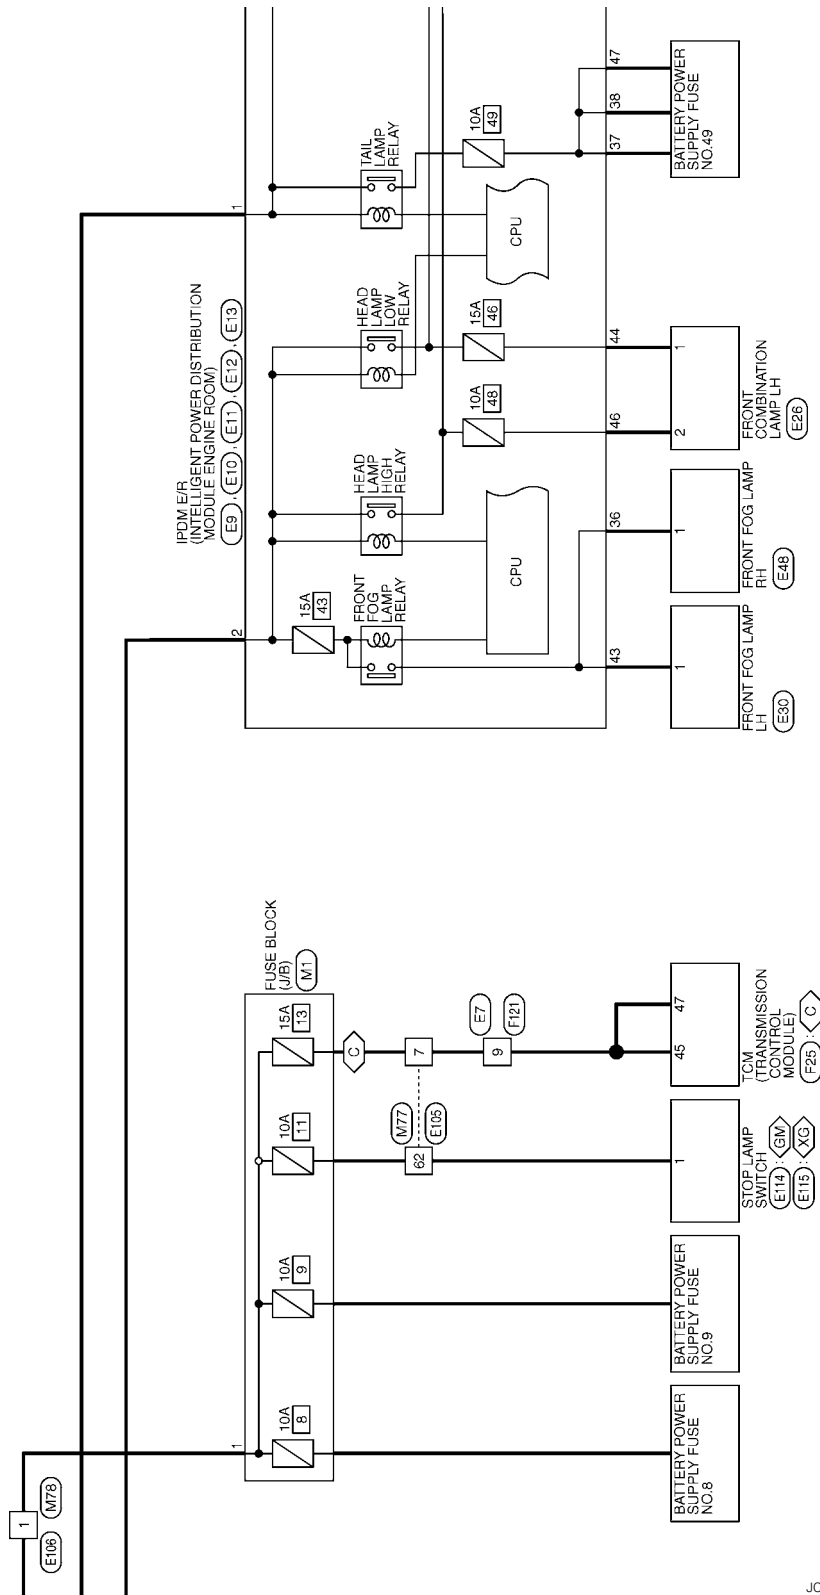 1
E106
M78
1
FUSE BLOCK
(J/B)
M1
10A
8
10A
9
10A
11
15A
13
C
M77
62
E105
7
E7
9
F121
BATTERY POWER
SUPPLY FUSE
NO.8
BATTERY POWER
SUPPLY FUSE
NO.9
1
STOP LAMP
SWITCH
E114 : GM
E115 : XG
45
47
TCM
(TRANSMISSION
CONTROL
MODULE)
F25 : C
2
1
IPDM E/R
(INTELLIGENT POWER DISTRIBUTION
MODULE ENGINE ROOM)
E9 , E10 , E11 , E12 , E13
15A
43
FRONT
FOG
LAMP
RELAY
HEAD
LAMP
HIGH
RELAY
HEAD
LAMP
LOW
RELAY
TAIL
LAMP
RELAY
10A
48
15A
46
10A
49
CPU
CPU
43
36
46
44
37
38
47
1
FRONT FOG LAMP
LH
E30
1
FRONT FOG LAMP
RH
E48
2
1
FRONT
COMBINATION
LAMP LH
E26
BATTERY POWER
SUPPLY FUSE
NO.49
JC